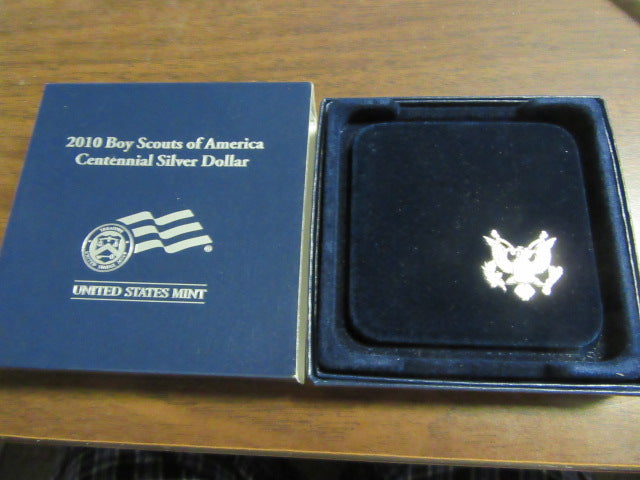 2010 Boy Scouts of America
Centennial Silver Dollar
UNITED STATES MINT